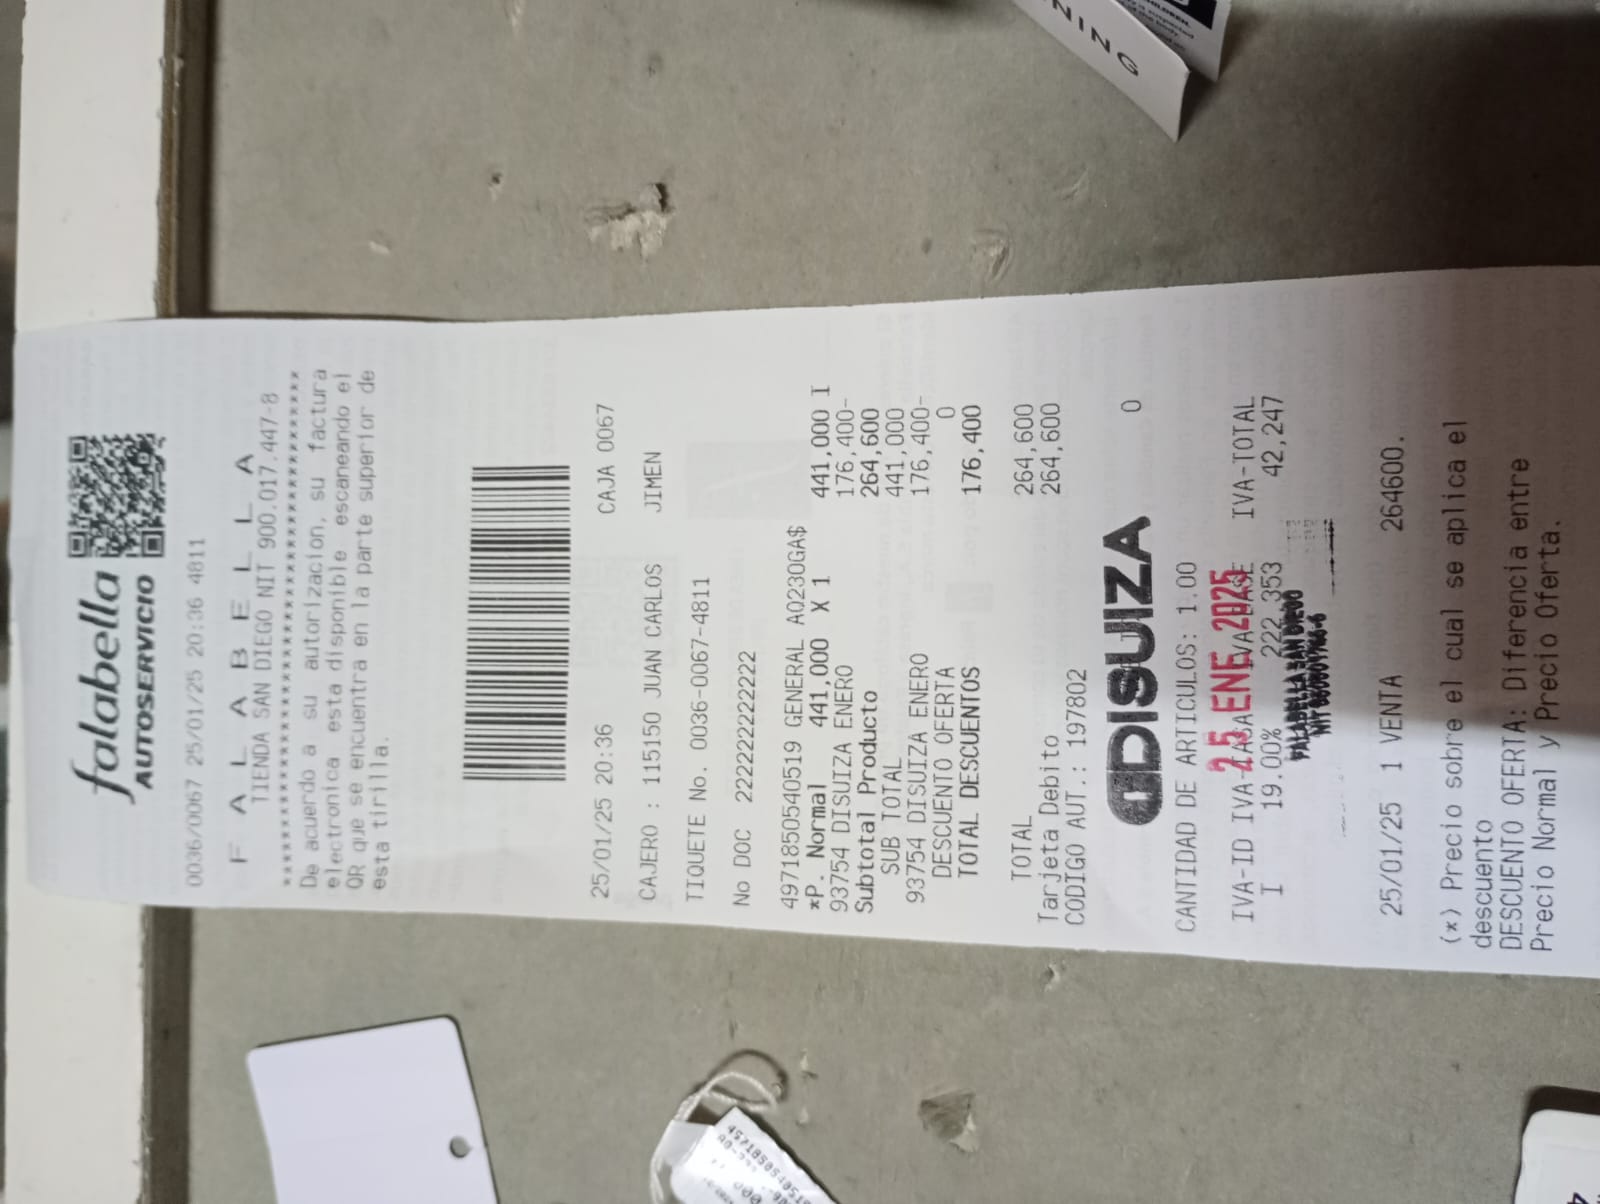 falabella
AUTOSERVICIO
0036/0067 25/01/25 20:36 4811
F A L A B E L L A
TIENDA SAN DIEGO NIT 900.017.447-8
****************************************
De acuerdo a su autorizacion, su factura
electronica esta disponible escaneando el
QR que se encuentra en la parte superior de
esta tirilla.
25/01/25 20:36 CAJA 0067
CAJERO : 115150 JUAN CARLOS JIMEN
TIQUETE No. 0036-0067-4811
No DOC 222222222222
4971850540519 GENERAL AQ230GA$
*P. Normal 441,000 X 1 441,000 I
93754 DISUIZA ENERO 176,400-
Subtotal Producto 264,600
SUB TOTAL 441,000
93754 DISUIZA ENERO 176,400-
DESCUENTO OFERTA 0
TOTAL DESCUENTOS 176,400
TOTAL 264,600
Tarjeta Debito 264,600
CODIGO AUT.: 197802
DISUIZA 0
CANTIDAD DE ARTICULOS: 1.00
25 ENE 2025
IVA-ID IVA-TASA IVA-BASE IVA-TOTAL
I 19.00% 222,353 42,247
FALABELLA SAN DIEGO
25/01/25 1 VENTA 264600.
(*) Precio sobre el cual se aplica el
descuento
DESCUENTO OFERTA: Diferencia entre
Precio Normal y Precio Oferta.
NING